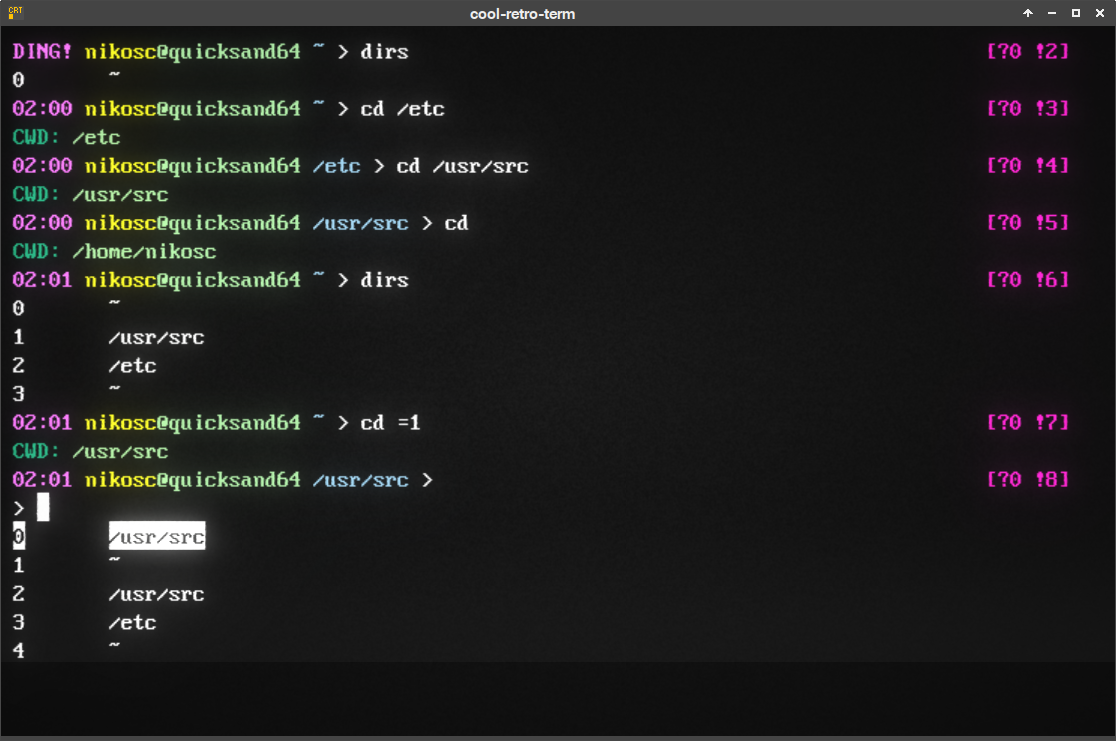 CRT cool-retro-term
DING! nikosc@quicksand64 ~ > dirs [?0 !2]
0 ~
02:00 nikosc@quicksand64 ~ > cd /etc [?0 !3]
CWD: /etc
02:00 nikosc@quicksand64 /etc > cd /usr/src [?0 !4]
CWD: /usr/src
02:00 nikosc@quicksand64 /usr/src > cd [?0 !5]
CWD: /home/nikosc
02:01 nikosc@quicksand64 ~ > dirs [?0 !6]
0 ~
1 /usr/src
2 /etc
3 ~
02:01 nikosc@quicksand64 ~ > cd =1 [?0 !7]
CWD: /usr/src
02:01 nikosc@quicksand64 /usr/src > [?0 !8]
>
0 /usr/src
1 ~
2 /usr/src
3 /etc
4 ~